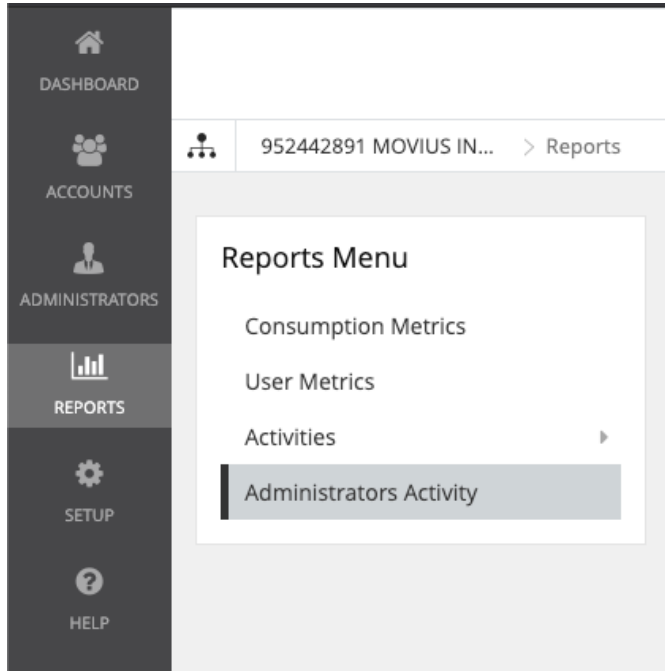 DASHBOARD
ACCOUNTS
ADMINISTRATORS
REPORTS
SETUP
HELP
952442891 MOVIUS IN... > Reports
Reports Menu
Consumption Metrics
User Metrics
Activities
Administrators Activity